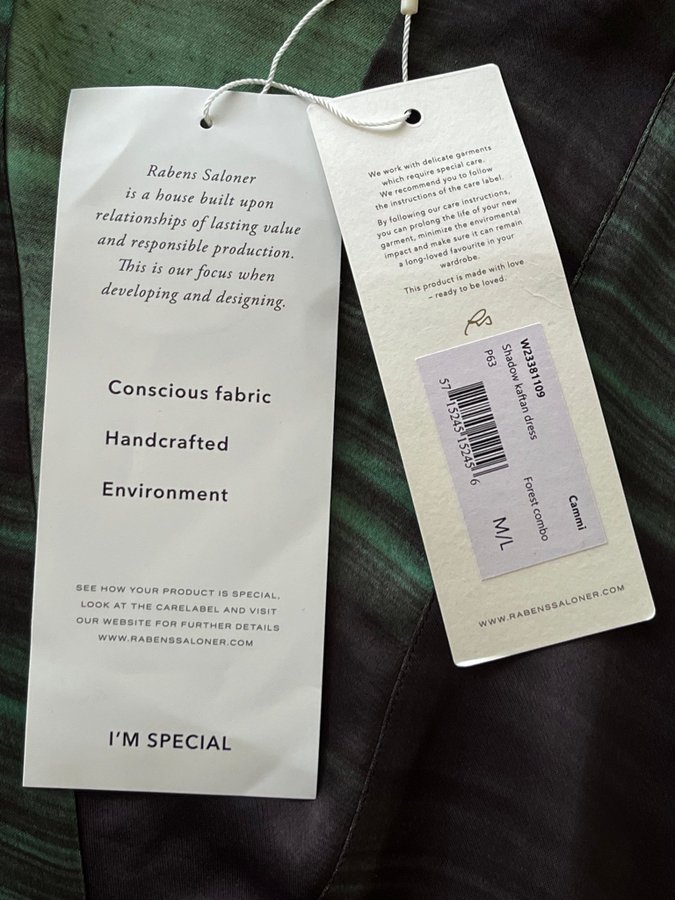 Rabens Saloner
is a house built upon
relationships of lasting value
and responsible production.
This is our focus when
developing and designing.
Conscious fabric
Handcrafted
Environment
SEE HOW YOUR PRODUCT IS SPECIAL,
LOOK AT THE CARELABEL AND VISIT
OUR WEBSITE FOR FURTHER DETAILS
WWW.RABENSSALONER.COM
I'M SPECIAL
We work with delicate garments
which require special care.
We recommend you to follow
the instructions of the care label.
By following our care instructions,
you can prolong the life of your new
garment, minimize the enviromental
impact and make sure it can remain
a long-loved favourite in your
wardrobe.
This product is made with love
– ready to be loved.
Rs
W23381109
Shadow kaftan dress
P63
Cammi
Forest combo
M/L
5715245152456
WWW.RABENSSALONER.COM